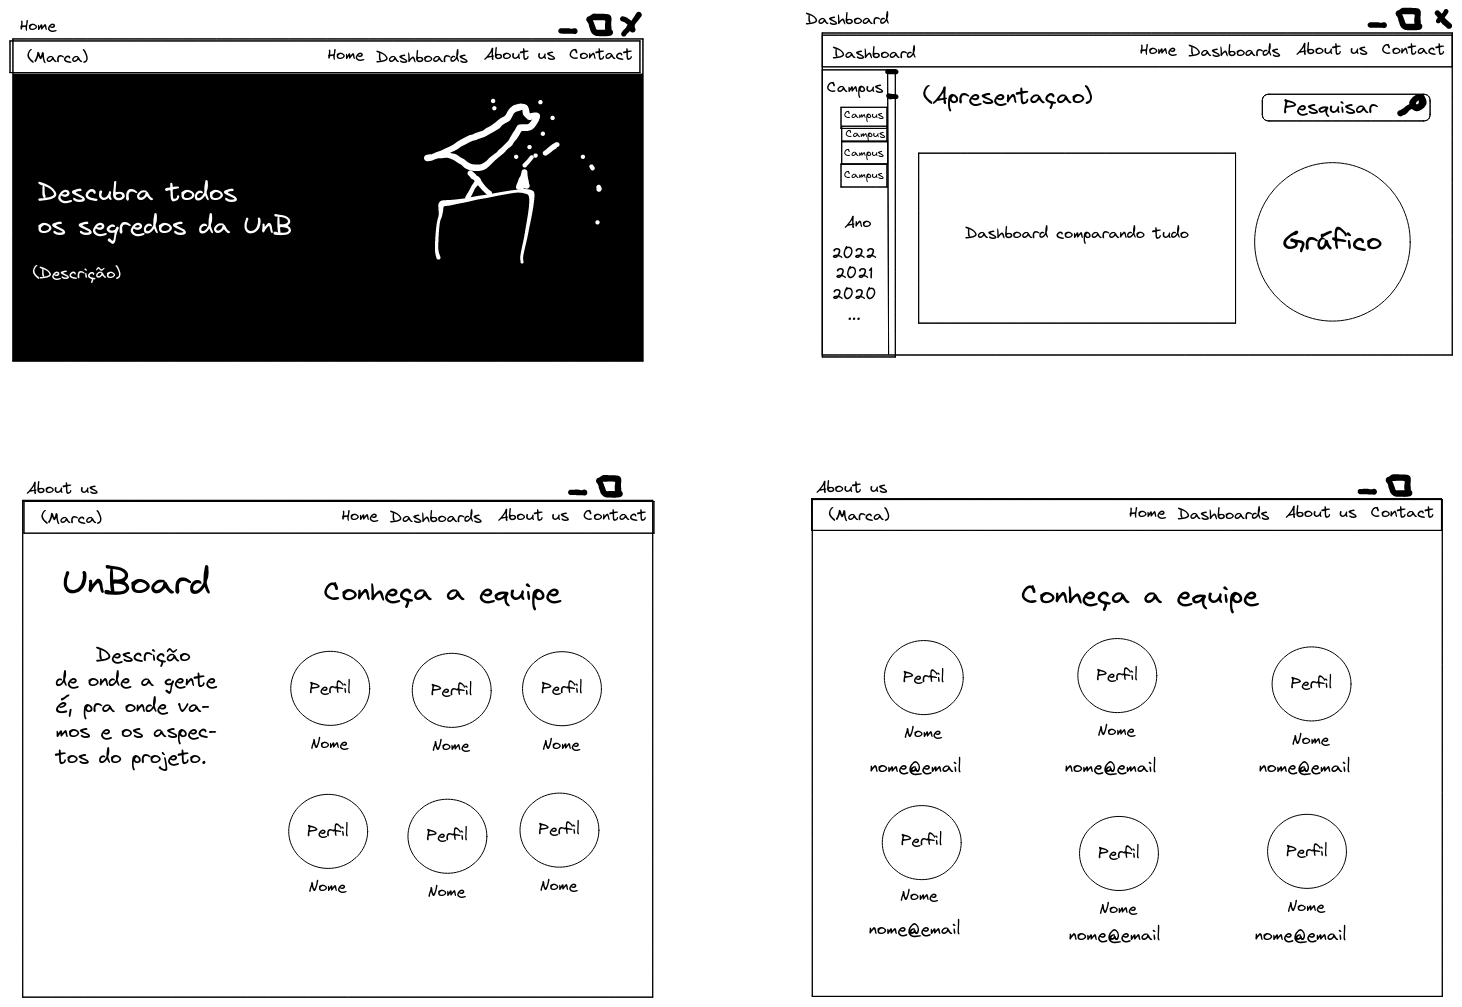 Home
(Marca)
Home Dashboards About us Contact
Descubra todos
os segredos da UnB
(Descrição)
Dashboard
Dashboard
Home Dashboards About us Contact
Campus
Campus
Campus
Campus
Campus
Ano
2022
2021
2020
...
(Apresentaçao)
Pesquisar
Dashboard comparando tudo
Gráfico
About us
(Marca)
Home Dashboards About us Contact
UnBoard
Descrição
de onde a gente
é, pra onde va-
mos e os aspec-
tos do projeto.
Conheça a equipe
Perfil Perfil Perfil
Nome Nome Nome
Perfil Perfil Perfil
Nome Nome Nome
About us
(Marca)
Home Dashboards About us Contact
Conheça a equipe
Perfil Perfil Perfil
Nome Nome Nome
nome@email nome@email nome@email
Perfil Perfil Perfil
Nome Nome Nome
nome@email nome@email nome@email